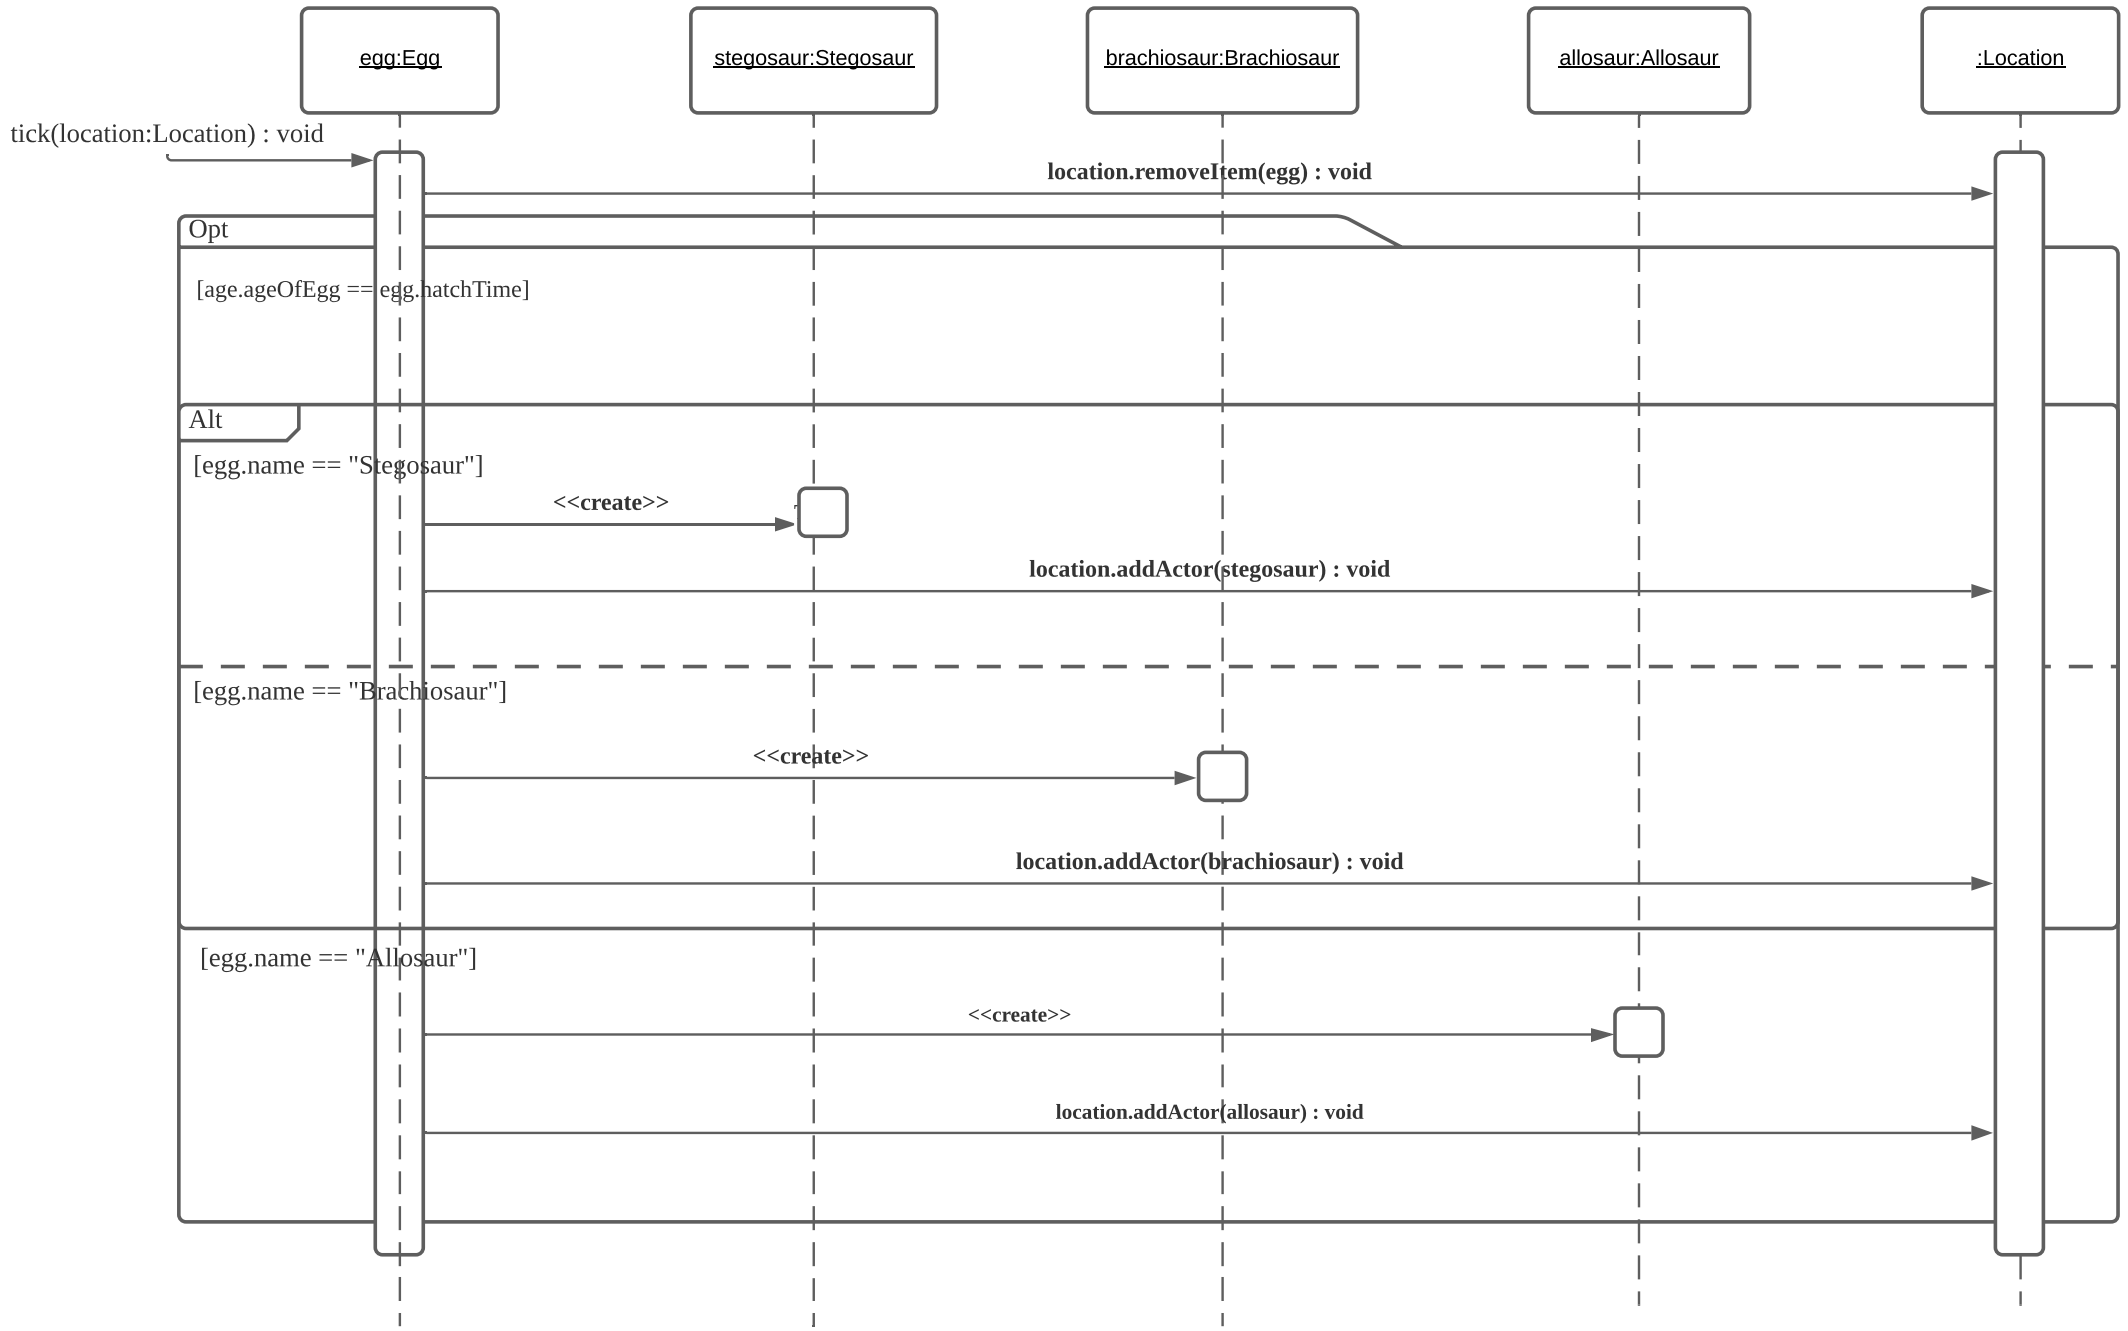 egg:Egg
stegosaur:Stegosaur
brachiosaur:Brachiosaur
allosaur:Allosaur
:Location
tick(location:Location) : void
location.removeItem(egg) : void
Opt
[age.ageOfEgg == egg.hatchTime]
Alt
[egg.name == "Stegosaur"]
<<create>>
location.addActor(stegosaur) : void
[egg.name == "Brachiosaur"]
<<create>>
location.addActor(brachiosaur) : void
[egg.name == "Allosaur"]
<<create>>
location.addActor(allosaur) : void